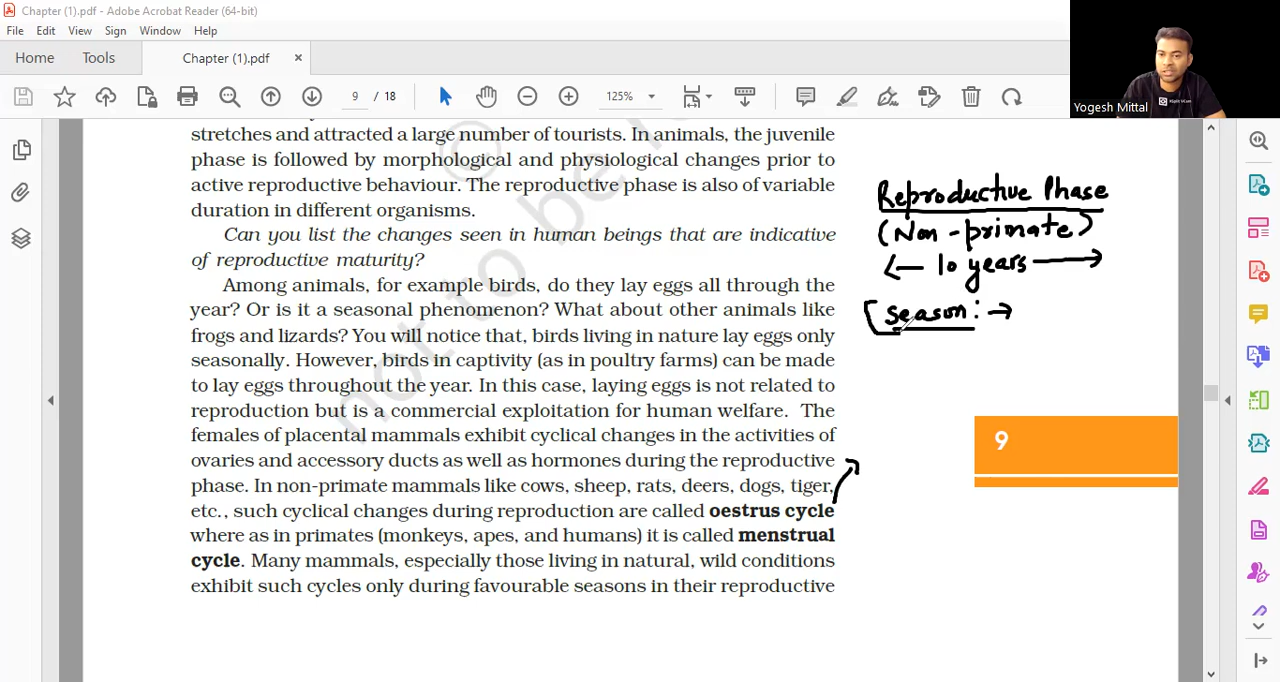 Chapter (1).pdf - Adobe Acrobat Reader (64-bit)
File Edit View Sign Window Help
Home Tools Chapter (1).pdf ×
9 / 18 125%
Yogesh Mittal
stretches and attracted a large number of tourists. In animals, the juvenile
phase is followed by morphological and physiological changes prior to
active reproductive behaviour. The reproductive phase is also of variable
duration in different organisms.
Can you list the changes seen in human beings that are indicative
of reproductive maturity?
Among animals, for example birds, do they lay eggs all through the
year? Or is it a seasonal phenomenon? What about other animals like
frogs and lizards? You will notice that, birds living in nature lay eggs only
seasonally. However, birds in captivity (as in poultry farms) can be made
to lay eggs throughout the year. In this case, laying eggs is not related to
reproduction but is a commercial exploitation for human welfare. The
females of placental mammals exhibit cyclical changes in the activities of
ovaries and accessory ducts as well as hormones during the reproductive
phase. In non-primate mammals like cows, sheep, rats, deers, dogs, tiger,
etc., such cyclical changes during reproduction are called oestrus cycle
where as in primates (monkeys, apes, and humans) it is called menstrual
cycle. Many mammals, especially those living in natural, wild conditions
exhibit such cycles only during favourable seasons in their reproductive
Reproductive Phase
(Non-primate)
← 10 years →
[Season: →
9
© not to be